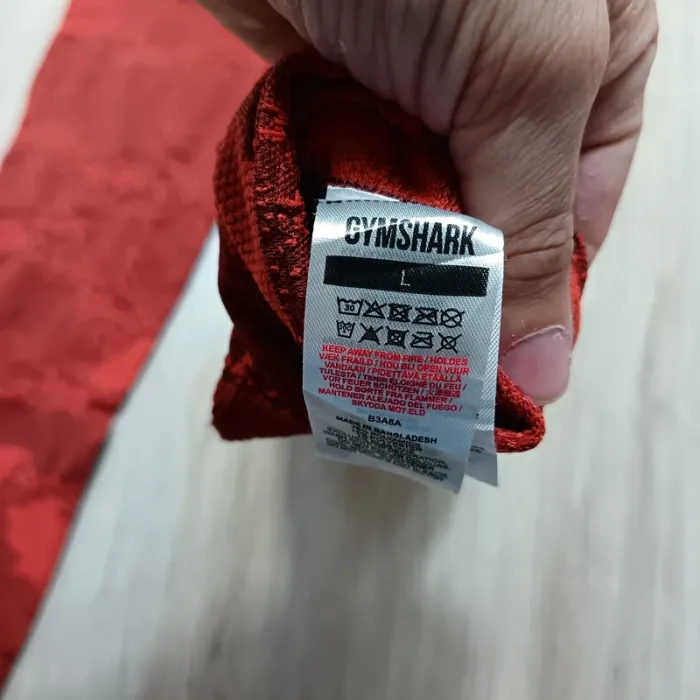 GYMSHARK
L
30
KEEP AWAY FROM FIRE / HOLDES
VÆK FRA ILD / HOU BIJ OPEN VUUR
VANDAAN / PIDETTÄVÄ ETÄÄLLÄ
TULESTA / TENIR ÉLOIGNÉ DU FEU /
VOR FEUER SCHÜTZEN /
HOLD BORTE FRA FLAMMER /
MANTENER ALEJADO DEL FUEGO /
SKYDDA MOT ELD
B3A8A
MADE IN BANGLADESH